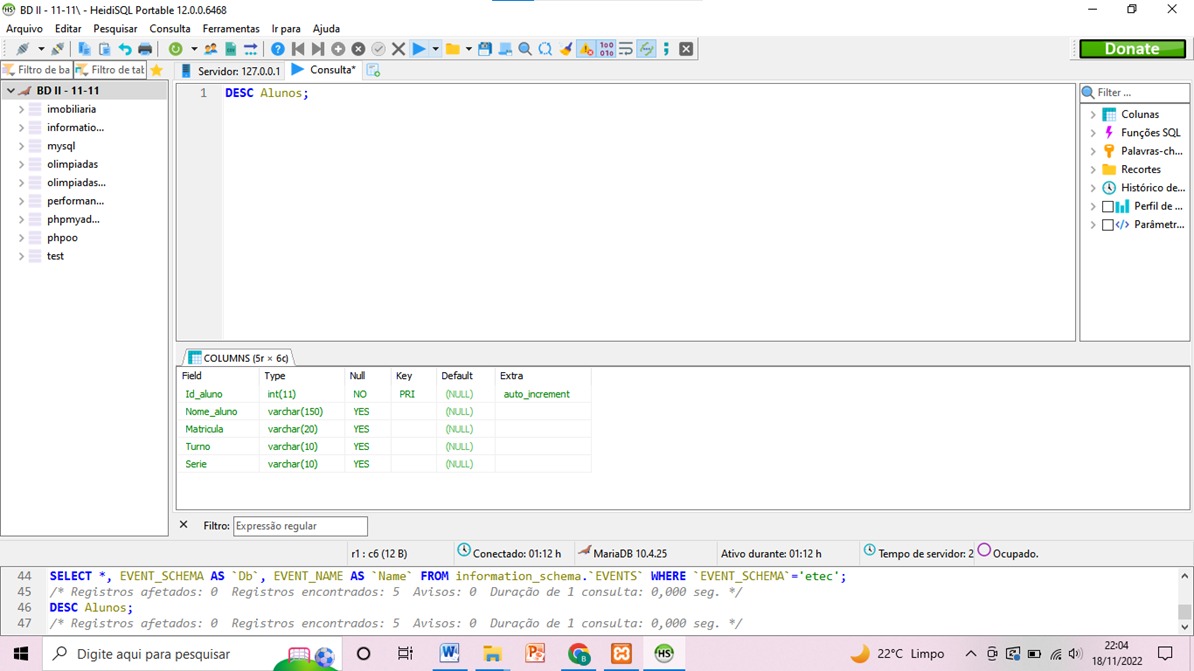 BD II - 11-11\ - HeidiSQL Portable 12.0.0.6468
Arquivo Editar Pesquisar Consulta Ferramentas Ir para Ajuda
Donate
Filtro de ba Filtro de tab Servidor: 127.0.0.1 Consulta*
BD II - 11-11
imobiliaria
informatio...
mysql
olimpiadas
olimpiadas...
performan...
phpmyad...
phpoo
test
1 DESC Alunos;
Filter ...
Colunas
Funções SQL
Palavras-ch...
Recortes
Histórico de...
Perfil de ...
Parâmetr...
COLUMNS (5r × 6c)
Field Type Null Key Default Extra
Id_aluno int(11) NO PRI (NULL) auto_increment
Nome_aluno varchar(150) YES (NULL)
Matricula varchar(20) YES (NULL)
Turno varchar(10) YES (NULL)
Serie varchar(10) YES (NULL)
Filtro: Expressão regular
r1 : c6 (12 B) Conectado: 01:12 h MariaDB 10.4.25 Ativo durante: 01:12 h Tempo de servidor: 2 Ocupado.
44 SELECT *, EVENT_SCHEMA AS `Db`, EVENT_NAME AS `Name` FROM information_schema.`EVENTS` WHERE `EVENT_SCHEMA`='etec';
45 /* Registros afetados: 0 Registros encontrados: 5 Avisos: 0 Duração de 1 consulta: 0,000 seg. */
46 DESC Alunos;
47 /* Registros afetados: 0 Registros encontrados: 5 Avisos: 0 Duração de 1 consulta: 0,000 seg. */
Digite aqui para pesquisar
22°C Limpo
22:04
18/11/2022